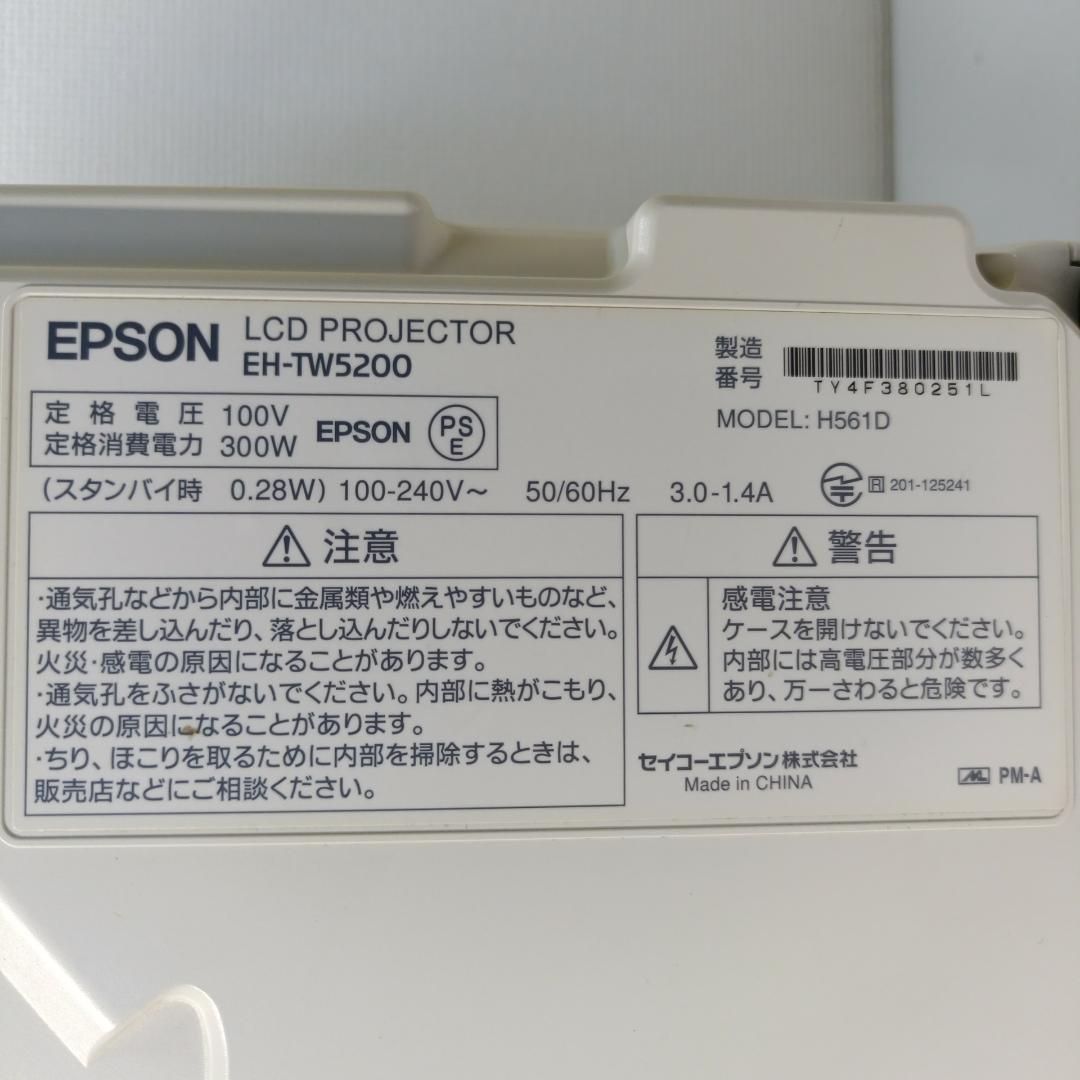 EPSON LCD PROJECTOR
EH-TW5200
定格電圧 100V
定格消費電力 300W
EPSON
PS
E
(スタンバイ時 0.28W) 100-240V～ 50/60Hz 3.0-1.4A
製造
番号
TY4F380251L
MODEL: H561D
R 201-125241
注意
・通気孔などから内部に金属類や燃えやすいものなど、
異物を差し込んだり、落とし込んだりしないでください。
火災・感電の原因になることがあります。
・通気孔をふさがないでください。内部に熱がこもり、
火災の原因になることがあります。
・ちり、ほこりを取るために内部を掃除するときは、
販売店などにご相談ください。
警告
感電注意
ケースを開けないでください。
内部には高電圧部分が数多く
あり、万一さわると危険です。
セイコーエプソン株式会社
Made in CHINA
PM-A